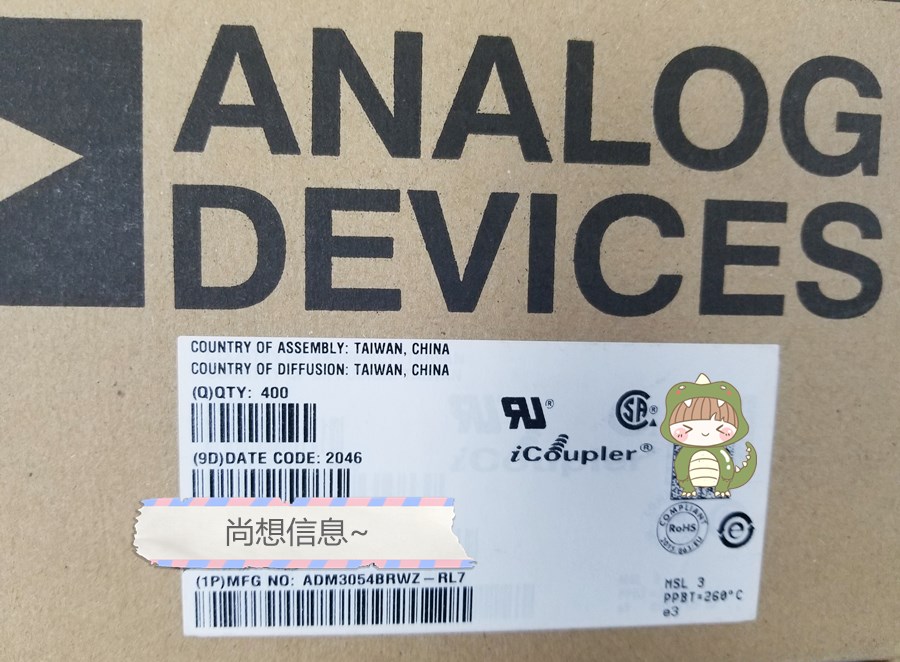 ANALOG
DEVICES
COUNTRY OF ASSEMBLY: TAIWAN, CHINA
COUNTRY OF DIFFUSION: TAIWAN, CHINA
(Q)QTY: 400
(9D)DATE CODE: 2046
尚想信息~
(1P)MFG NO: ADM3054BRWZ-RL7
iCoupler®
COMPLIANT
RoHS
e
MSL 3
PPBT=260°C
e3